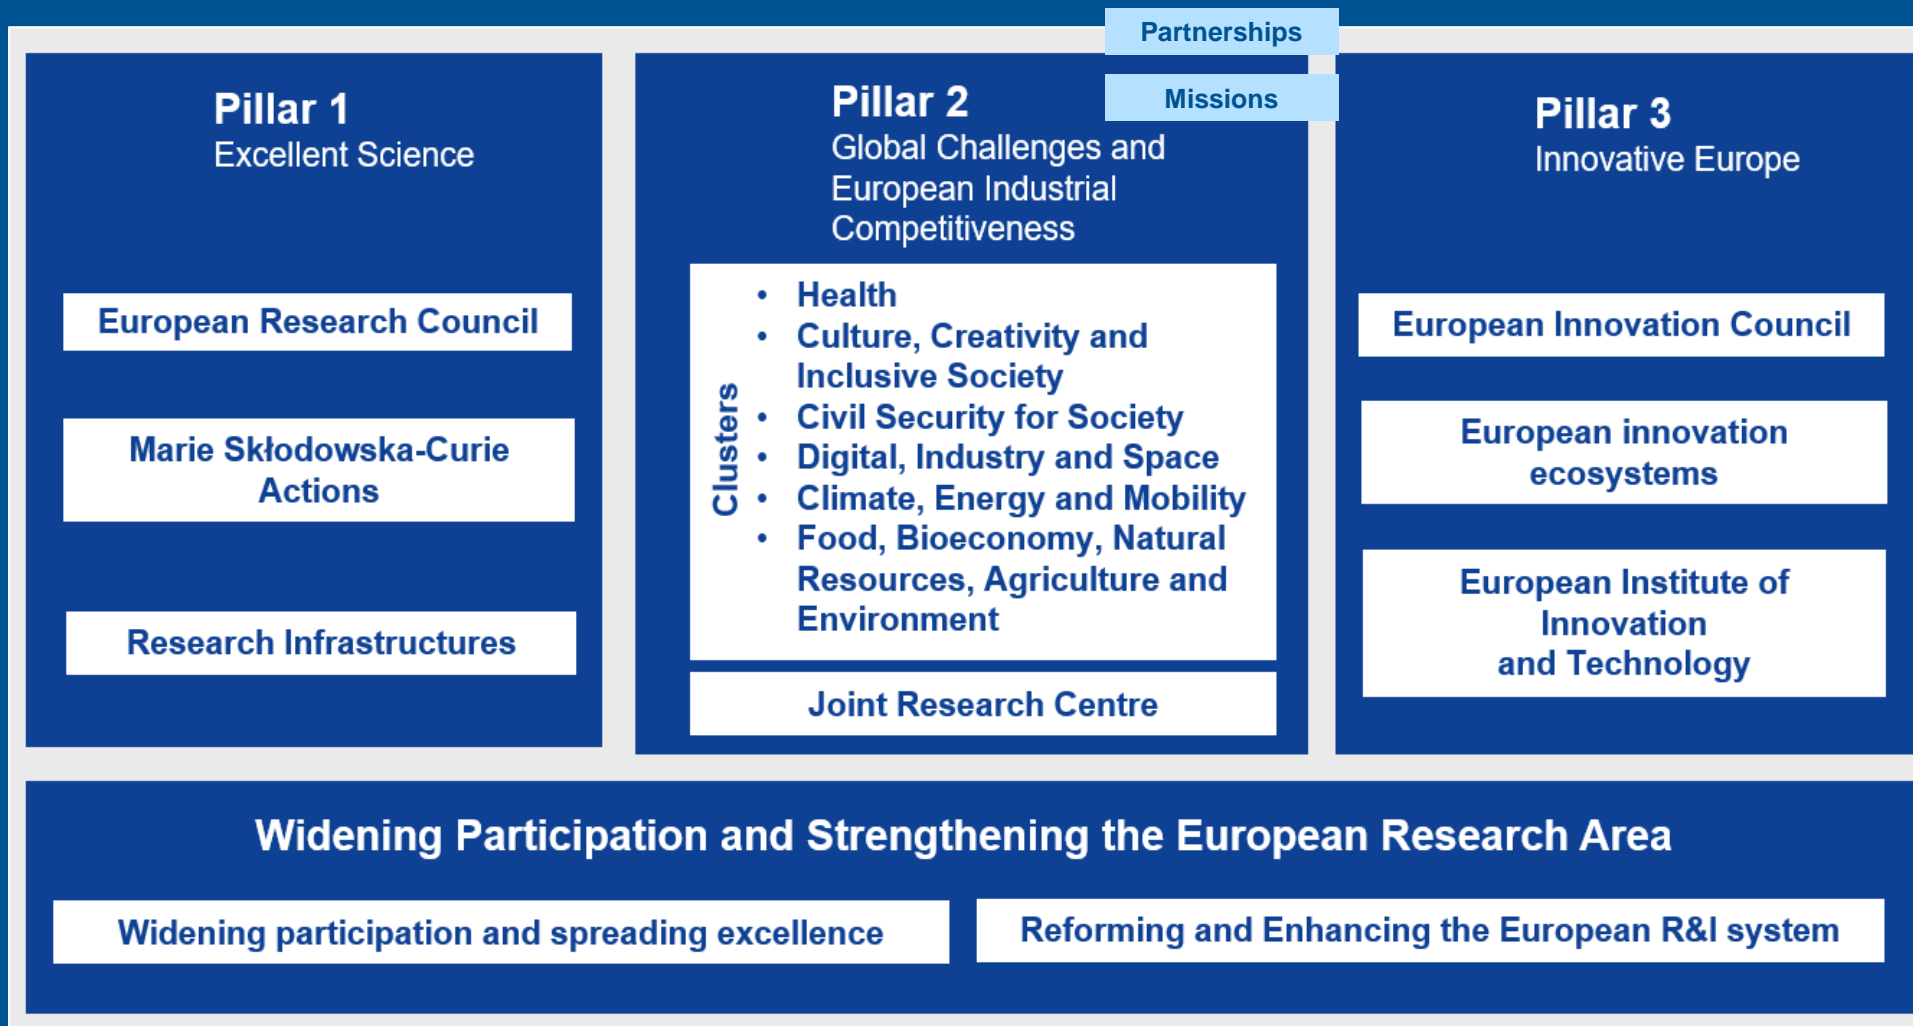 Partnerships
Missions
Pillar 1
Excellent Science
European Research Council
Marie Skłodowska-Curie
Actions
Research Infrastructures
Pillar 2
Global Challenges and
European Industrial
Competitiveness
Clusters
• Health
• Culture, Creativity and
Inclusive Society
• Civil Security for Society
• Digital, Industry and Space
• Climate, Energy and Mobility
• Food, Bioeconomy, Natural
Resources, Agriculture and
Environment
Joint Research Centre
Pillar 3
Innovative Europe
European Innovation Council
European innovation
ecosystems
European Institute of
Innovation
and Technology
Widening Participation and Strengthening the European Research Area
Widening participation and spreading excellence
Reforming and Enhancing the European R&I system